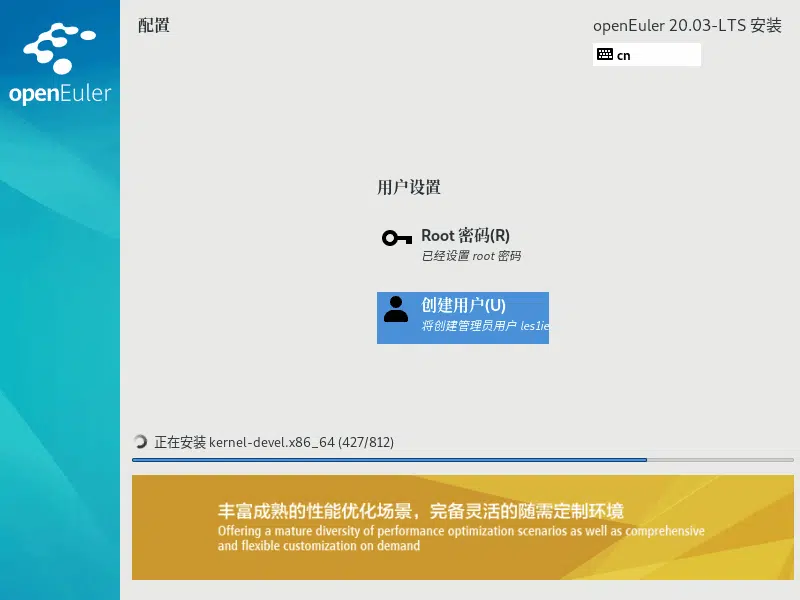 openEuler
配置
openEuler 20.03-LTS 安装
cn
用户设置
Root 密码(R)
已经设置 root 密码
创建用户(U)
将创建管理员用户 les1ie
正在安装 kernel-devel.x86_64 (427/812)
丰富成熟的性能优化场景，完备灵活的随需定制环境
Offering a mature diversity of performance optimization scenarios as well as comprehensive
and flexible customization on demand